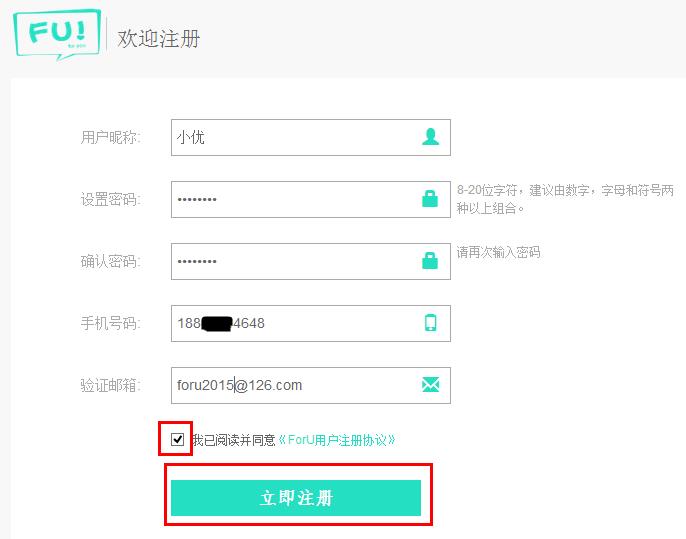 FU!
to you
欢迎注册
用户昵称: 小优
设置密码: ••••••••
8-20位字符，建议由数字，字母和符号两
种以上组合。
确认密码: ••••••••
请再次输入密码
手机号码: 188 4648
验证邮箱: foru2015@126.com
我已阅读并同意《ForU用户注册协议》
立即注册